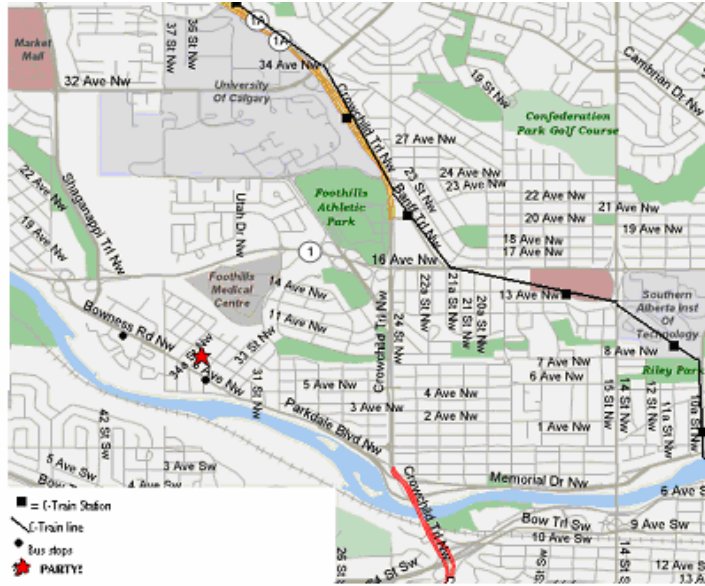 1A
1A
Market
Mall
37 St Nw
36 St Nw
34 Ave Nw
32 Ave Nw
University
Of Calgary
Crowchild Trl Nw
19 St Nw
Cambrian Dr Nw
Confederation
Park Golf Course
27 Ave Nw
24 Ave Nw
23 Ave Nw
23 St Nw
Banff Trl Nw
22 Ave Nw
19 Ave Nw
Shaganappi Trl Nw
Utah Dr Nw
Foothills
Athletic
Park
22 Ave Nw
21 Ave Nw
20 Ave Nw
19 Ave Nw
18 Ave Nw
17 Ave Nw
1
16 Ave Nw
Foothills
Medical
Centre
14 Ave Nw
11 Ave Nw
13 Ave Nw
Southern
Alberta Inst
Of
Technology
22a St Nw
21a St Nw
21 St Nw
20a St Nw
24 St Nw
Crowchild Trl Nw
Bowness Rd Nw
34a St Nw
33 St Nw
31 St Nw
Ave Nw
8 Ave Nw
7 Ave Nw
6 Ave Nw
Riley Park
5 Ave Nw
4 Ave Nw
3 Ave Nw
2 Ave Nw
1 Ave Nw
15 St Nw
14 St Nw
12 St Nw
11a St Nw
10a St Nw
Parkdale Blvd Nw
42 St Sw
5 Ave Sw
3 Ave Sw
4 Ave Sw
Memorial Dr Nw
6 Ave S
Crowchild Trl Nw
Bow Trl Sw
9 Ave Sw
10 Ave Sw
14 St
12 Ave Sw
13 Ave Sw
26 St
= C-Train Station
C-Train line
Bus stops
PARTY!